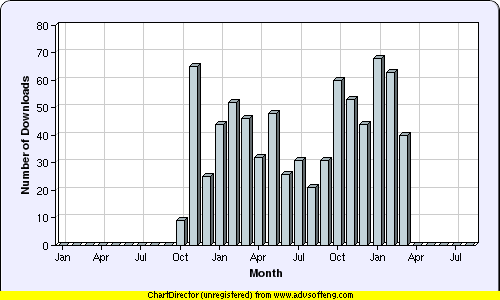 80
70
60
50
40
30
20
10
0
Number of Downloads
Jan Apr Jul Oct Jan Apr Jul Oct Jan Apr Jul
Month
ChartDirector (unregistered) from www.advsofteng.com